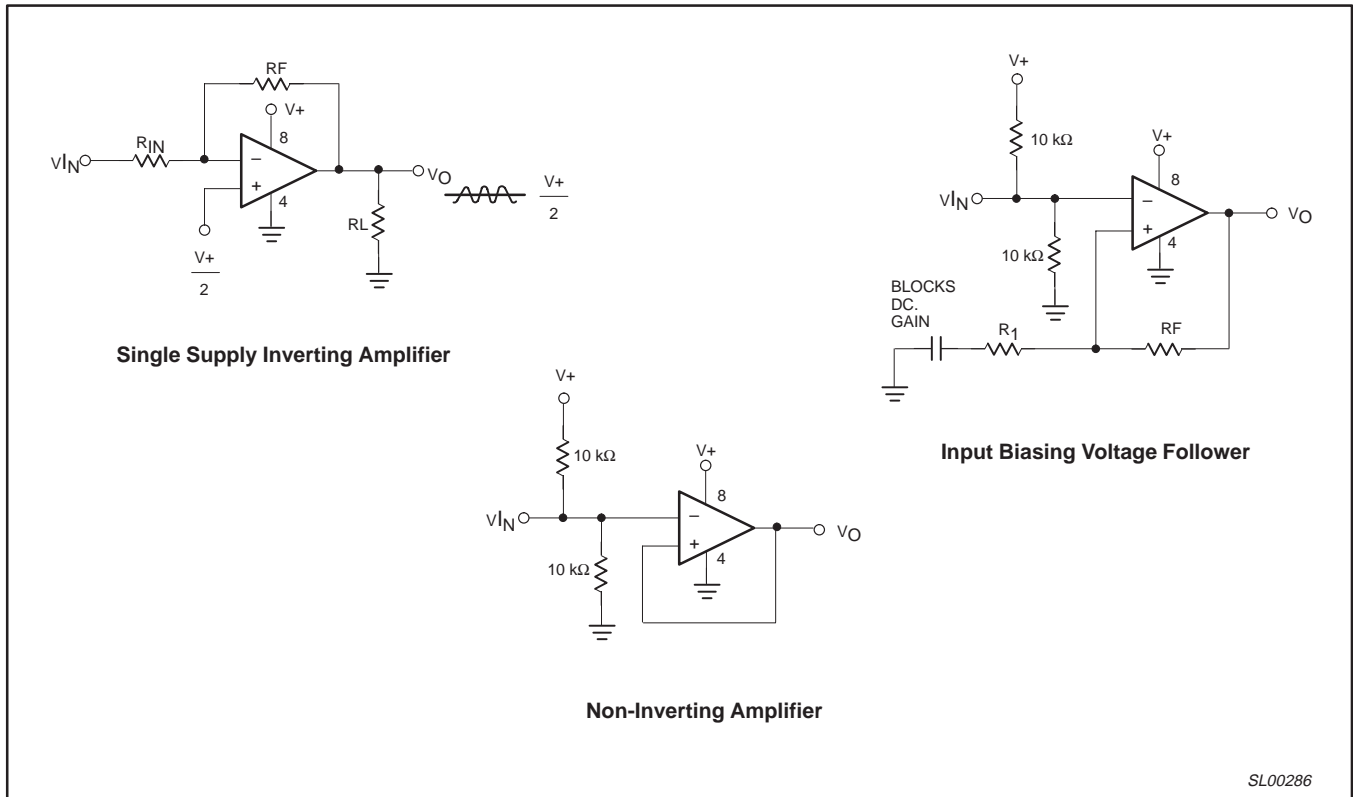 RF
V+
8
RIN
VIN
−
+
4
VO
V+
2
RL
V+
2
Single Supply Inverting Amplifier
V+
10 kΩ
V+
8
VIN
−
+
4
VO
10 kΩ
BLOCKS
DC.
GAIN
R1
RF
Input Biasing Voltage Follower
V+
10 kΩ
V+
8
VIN
−
+
4
VO
10 kΩ
Non-Inverting Amplifier
SL00286